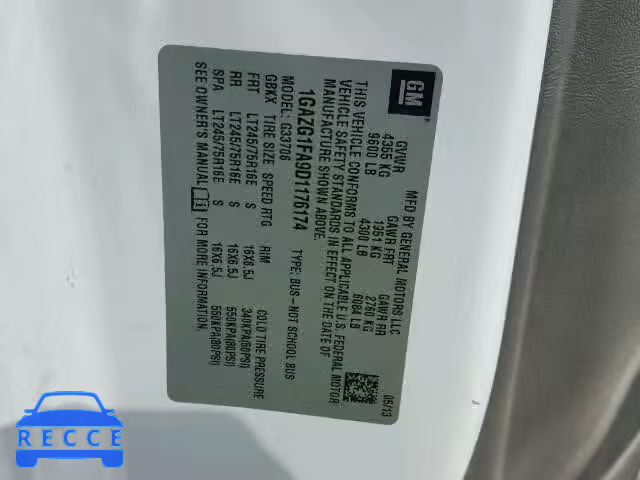 GM
MFD BY GENERAL MOTORS LLC
05/13
GVWR GAWR FRT GAWR RR
4355 KG 1951 KG 2760 KG
9600 LB 4300 LB 6084 LB
THIS VEHICLE CONFORMS TO ALL APPLICABLE U.S. FEDERAL MOTOR
VEHICLE SAFETY STANDARDS IN EFFECT ON THE DATE OF
MANUFACTURE SHOWN ABOVE.
1GAZG1FA9D1176174 TYPE: BUS-NOT SCHOOL BUS
MODEL: G33706
GBKX TIRE SIZE SPEED RTG RIM COLD TIRE PRESSURE
FRT LT245/75R16E S 16X6.5J 340KPA(50PSI)
RR LT245/75R16E S 16X6.5J 550KPA(80PSI)
SPA LT245/75R16E S 16X6.5J 550KPA(80PSI)
SEE OWNER'S MANUAL FOR MORE INFORMATION.
RECCE